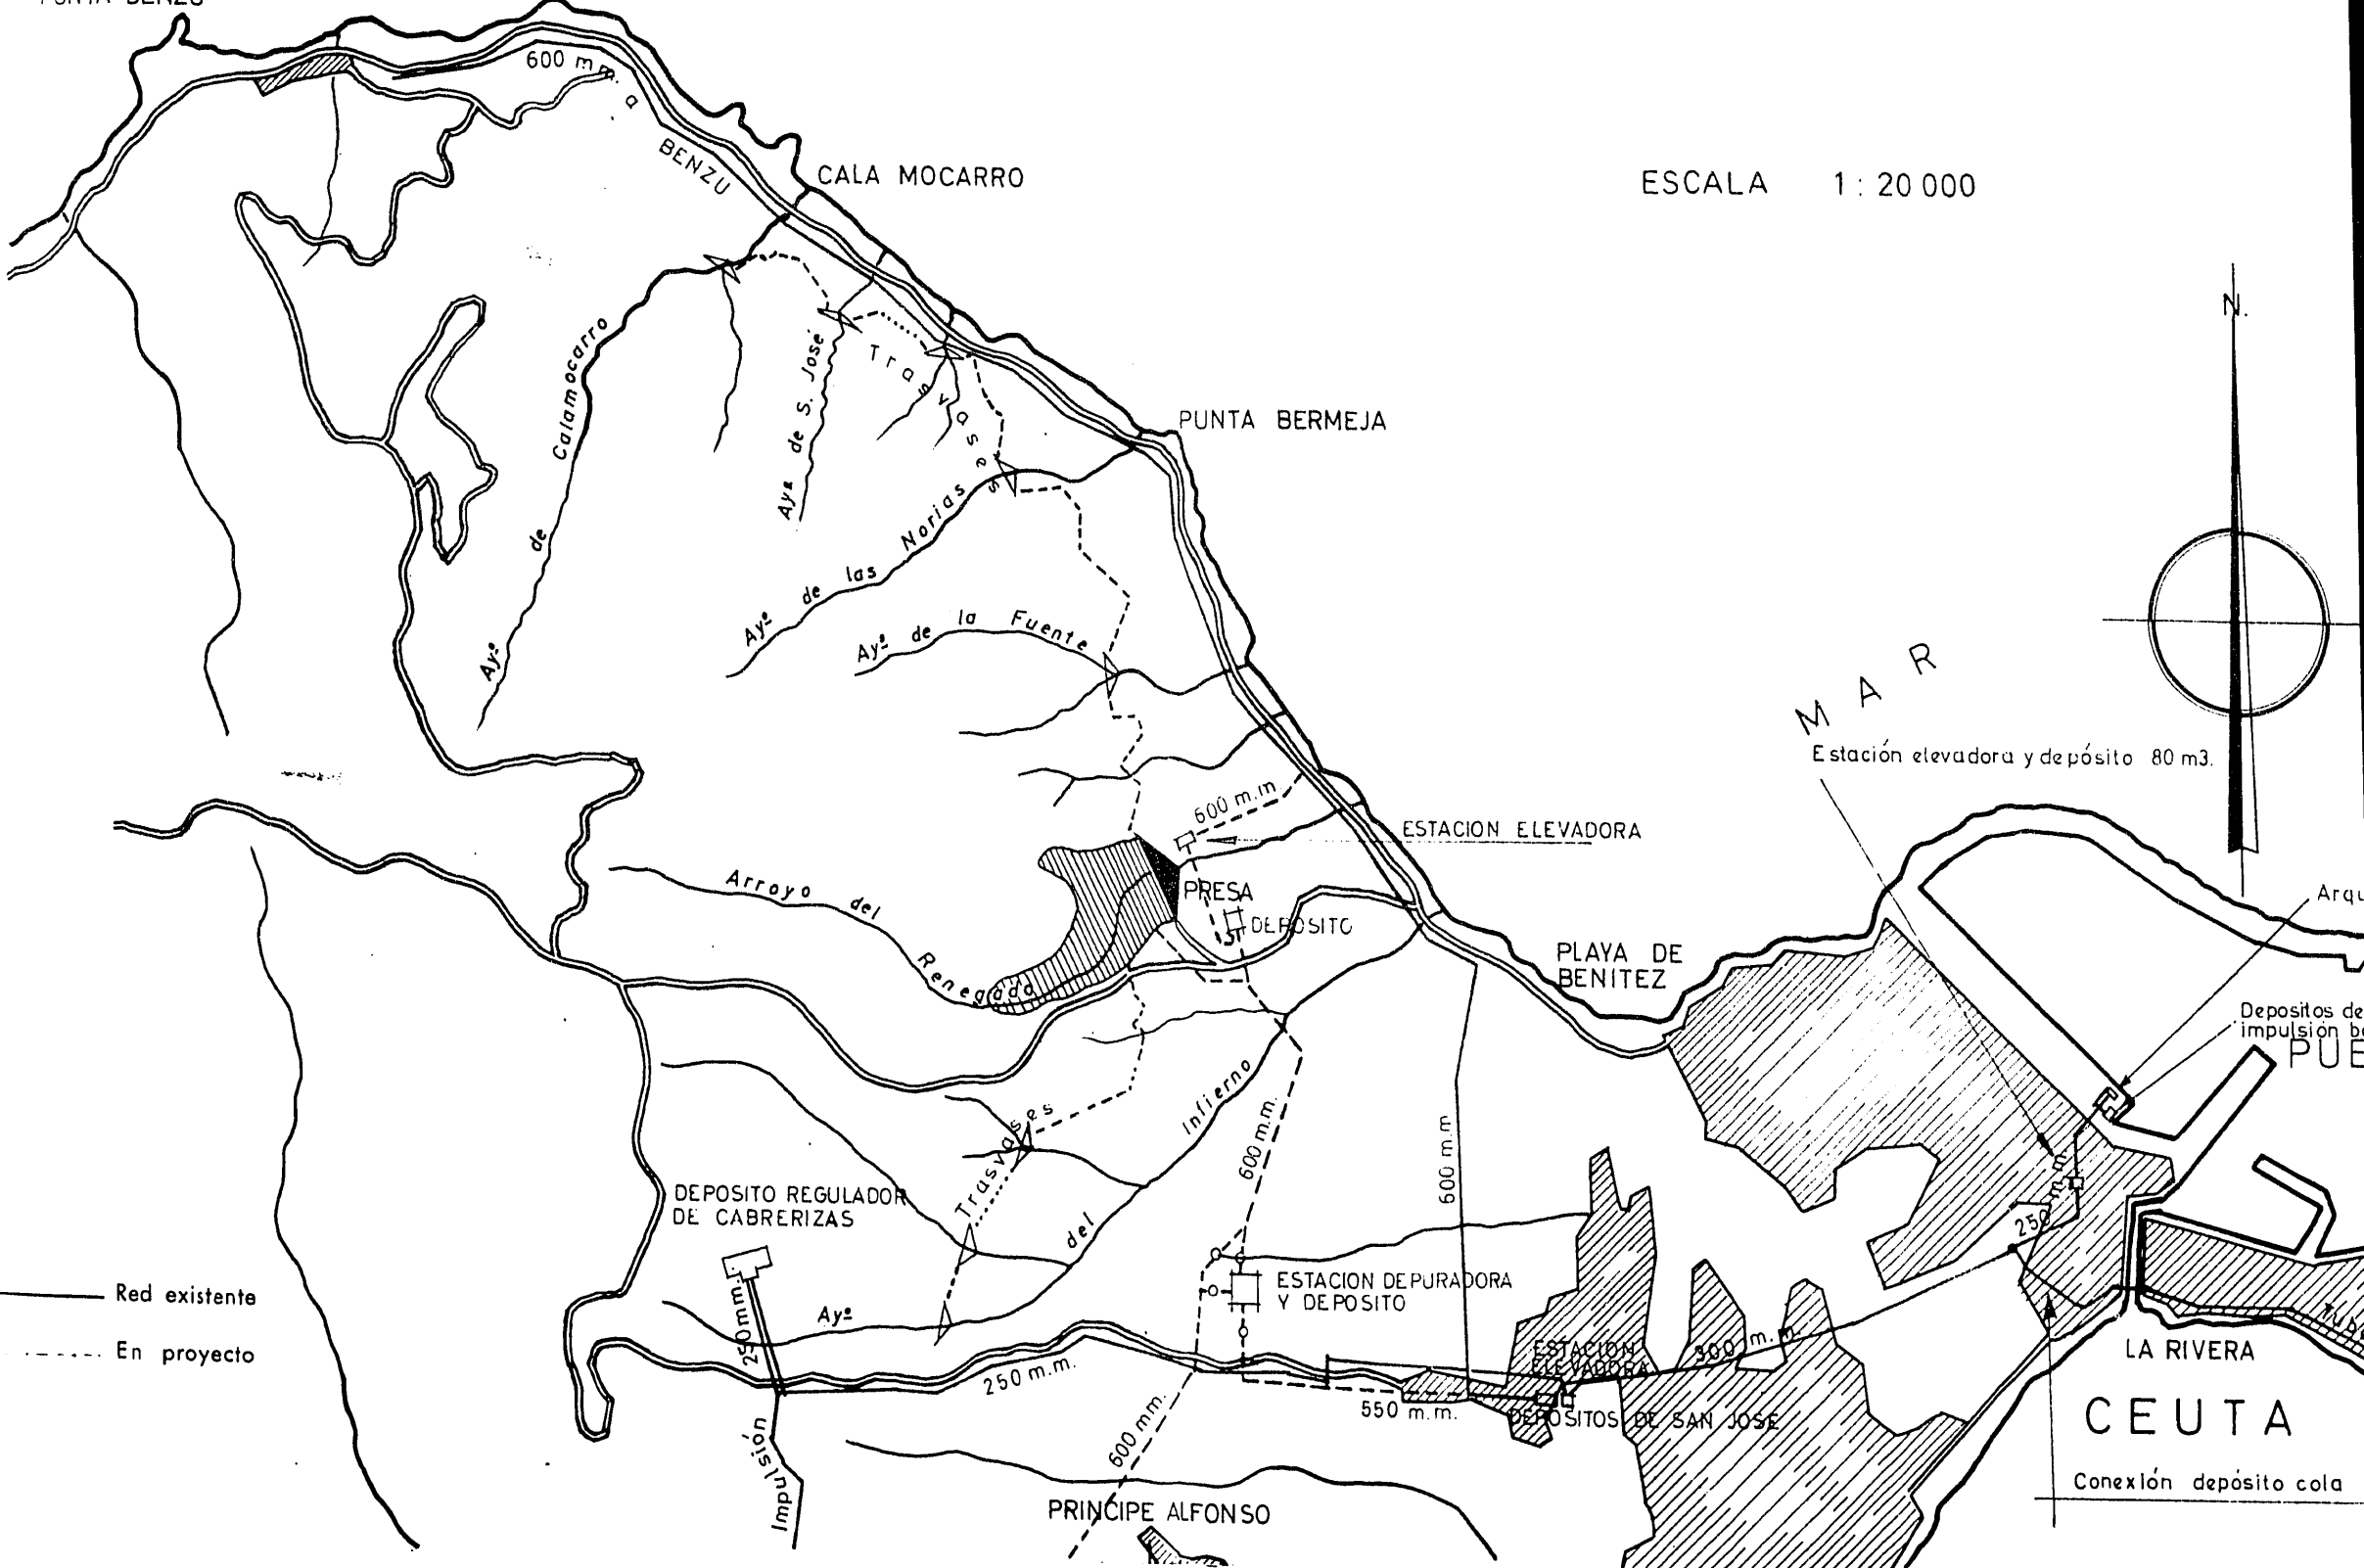 PUNTA BENZU
600 m m. a
BENZU
CALA MOCARRO
ESCALA 1 : 20 000
N.
Ayº de Calamocarro
Ayª de S. José
Trasvases
PUNTA BERMEJA
Ayº de las Norias
Ayº de la Fuente
M A R
Estación elevadora y depósito 80 m3.
600 m.m
ESTACION ELEVADORA
PRESA
DEPOSITO
Arroyo del Renegado
PLAYA DE
BENITEZ
Depositos de
impulsión
Trasvases
Ayº del Infierno
600 m.m.
600 m.m
DEPOSITO REGULADOR
DE CABRERIZAS
250 mm.
ESTACION DEPURADORA
Y DEPOSITO
250 m m
Red existente
En proyecto
250 m.m.
ESTACION
ELEVADORA
300 m. m.
LA RIVERA
550 m.m.
DEPOSITOS DE SAN JOSE
CEUTA
Impulsión
600 mm.
Conexión depósito cola
PRINCIPE ALFONSO